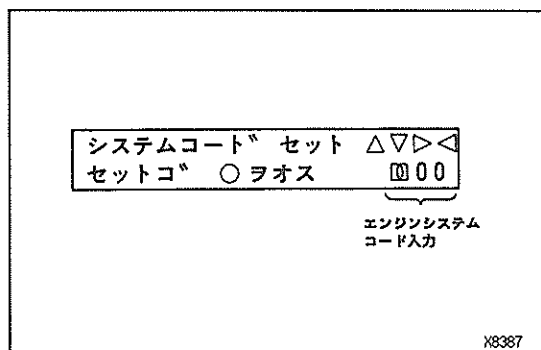 システムコード゛ セット △▽▷◁
セットゴ゛ ○ ヲオス 000
エンジンシステム
コード入力
X8387